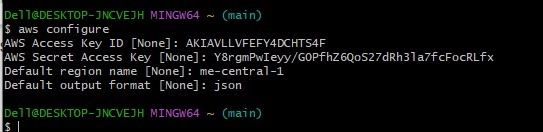 Dell@DESKTOP-JNCVEJH MINGW64 ~ (main)
$ aws configure
AWS Access Key ID [None]: AKIAVLLVFEFY4DCHTS4F
AWS Secret Access Key [None]: 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
Default region name [None]: me-central-1
Default output format [None]: json
Dell@DESKTOP-JNCVEJH MINGW64 ~ (main)
$